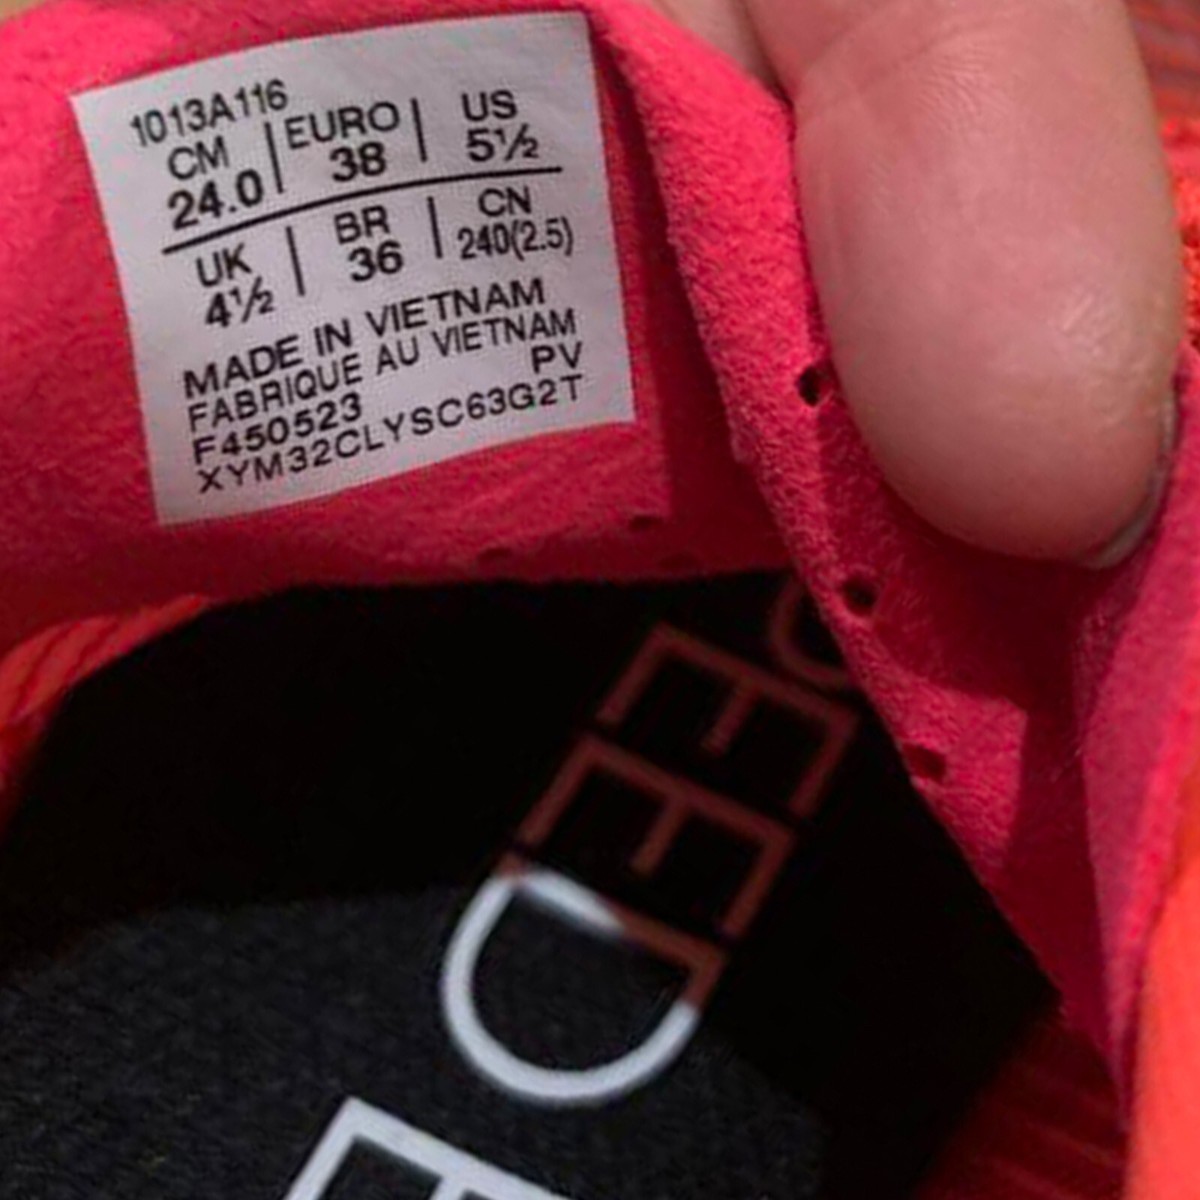 1013A116
CM | EURO | US
24.0 | 38 | 5½
UK | BR | CN
4½ | 36 | 240(2.5)
MADE IN VIETNAM
FABRIQUE AU VIETNAM
PV
F450523
XYM32CLYSC63G2T